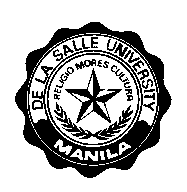 DE LA SALLE UNIVERSITY
RELIGIO MORES CULTURA
MANILA